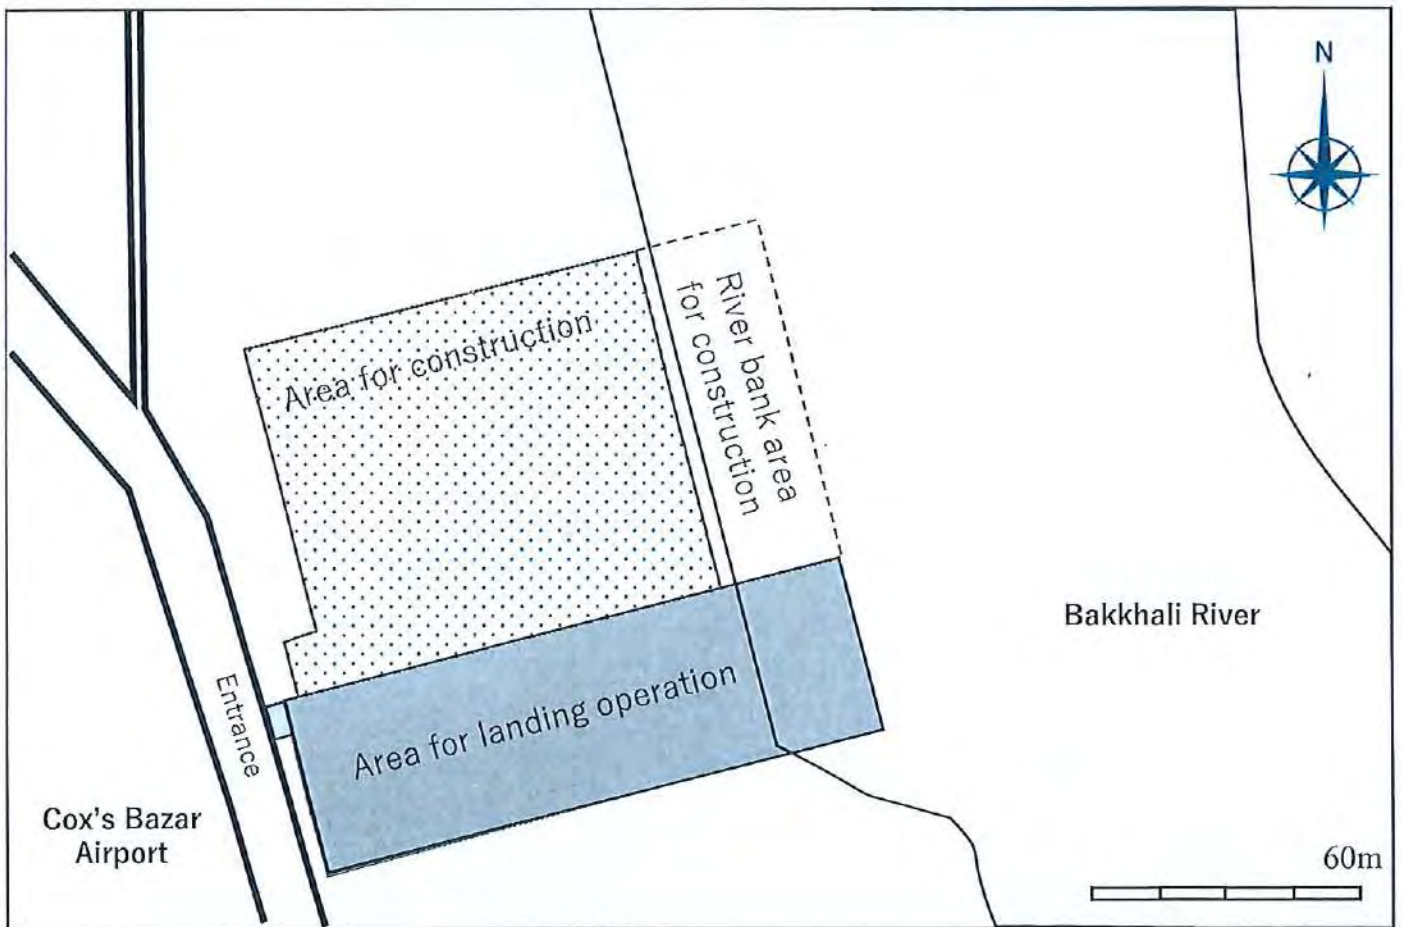 N
Area for construction
River bank area
for construction
Bakkhali River
Entrance
Area for landing operation
Cox's Bazar
Airport
60m